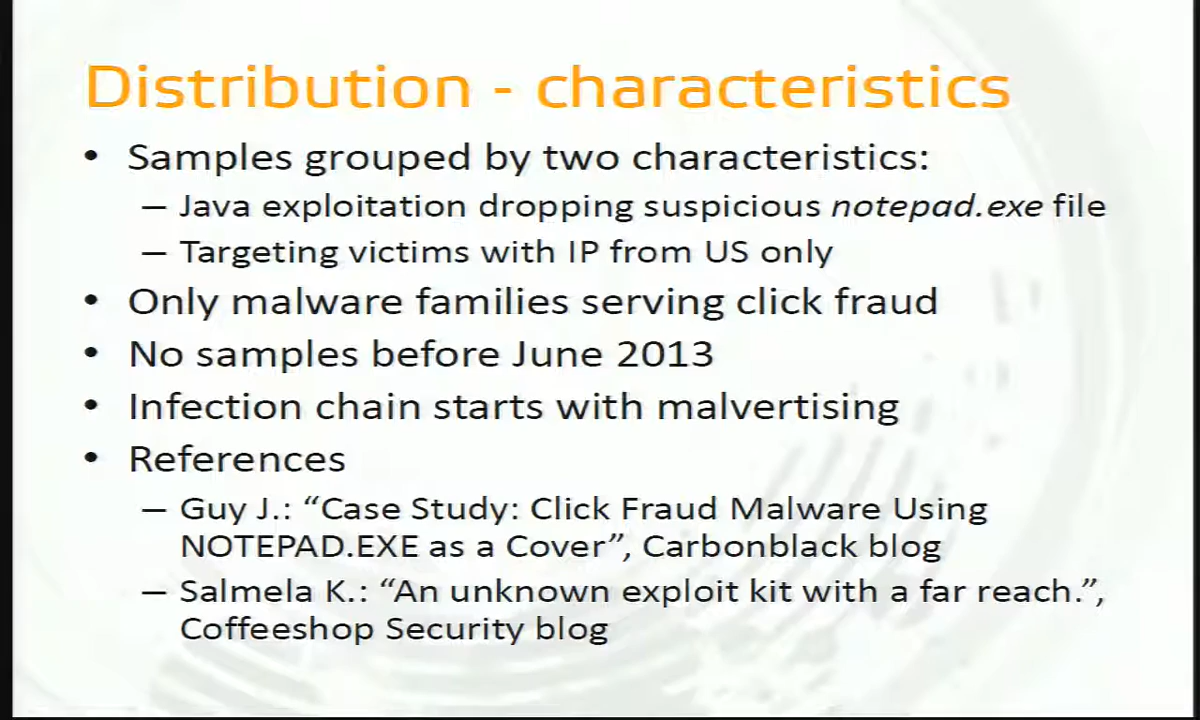 Distribution - characteristics
• Samples grouped by two characteristics:
– Java exploitation dropping suspicious notepad.exe file
– Targeting victims with IP from US only
• Only malware families serving click fraud
• No samples before June 2013
• Infection chain starts with malvertising
• References
– Guy J.: “Case Study: Click Fraud Malware Using
NOTEPAD.EXE as a Cover”, Carbonblack blog
– Salmela K.: “An unknown exploit kit with a far reach.”,
Coffeeshop Security blog